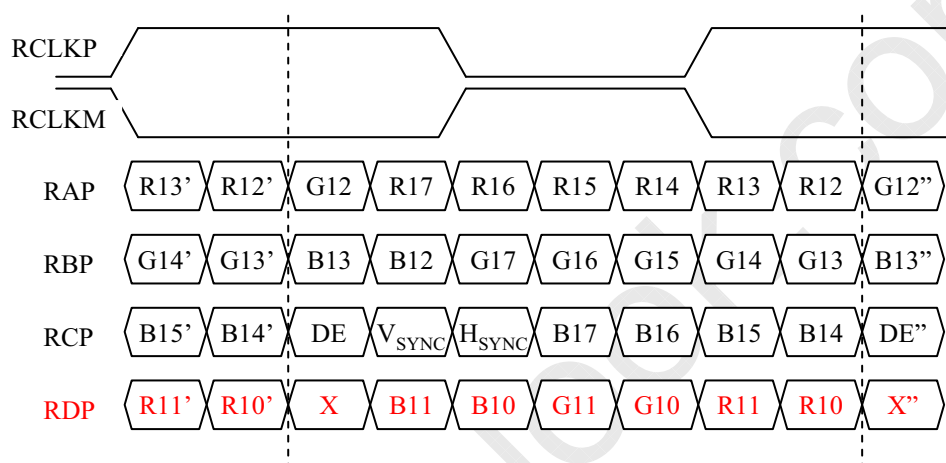 RCLKP
RCLKM
RAP R13’ R12’ G12 R17 R16 R15 R14 R13 R12 G12”
RBP G14’ G13’ B13 B12 G17 G16 G15 G14 G13 B13”
RCP B15’ B14’ DE VSYNC HSYNC B17 B16 B15 B14 DE”
RDP R11’ R10’ X B11 B10 G11 G10 R11 R10 X”